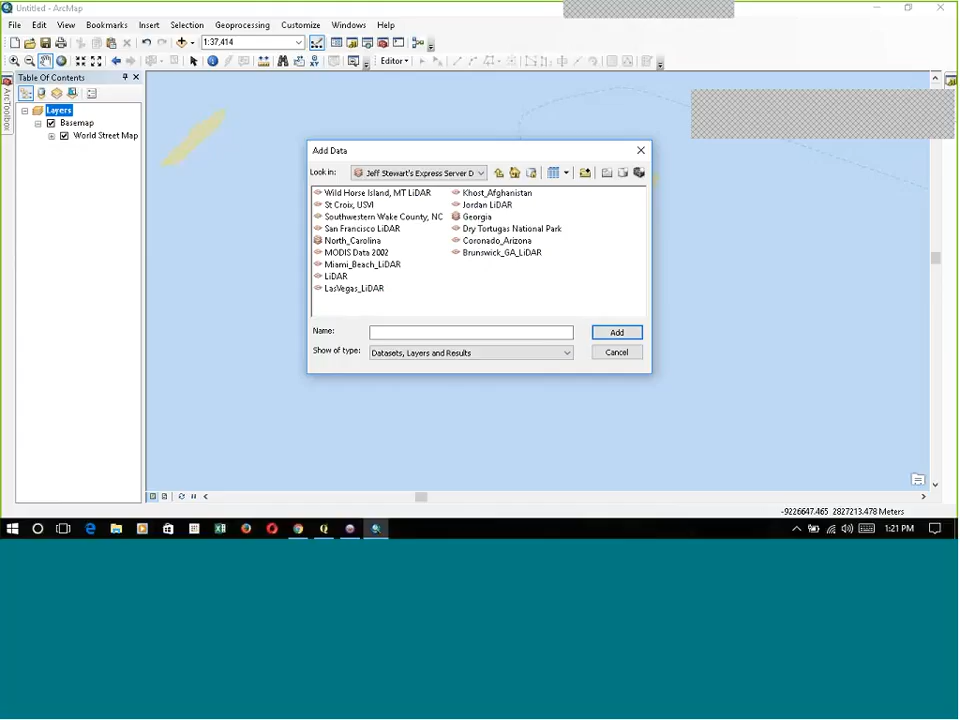 Untitled - ArcMap
File Edit View Bookmarks Insert Selection Geoprocessing Customize Windows Help
1:37,414
Editor
Table Of Contents
ArcToolbox
Layers
Basemap
World Street Map
Add Data
Look in: Jeff Stewart's Express Server D
Wild Horse Island, MT LiDAR
St Croix, USVI
Southwestern Wake County, NC
San Francisco LiDAR
North_Carolina
MODIS Data 2002
Miami_Beach_LiDAR
LiDAR
LasVegas_LiDAR
Khost_Afghanistan
Jordan LiDAR
Georgia
Dry Tortugas National Park
Coronado_Arizona
Brunswick_GA_LiDAR
Name:
Add
Show of type: Datasets, Layers and Results
Cancel
-9226647.465 2827213.478 Meters
1:21 PM